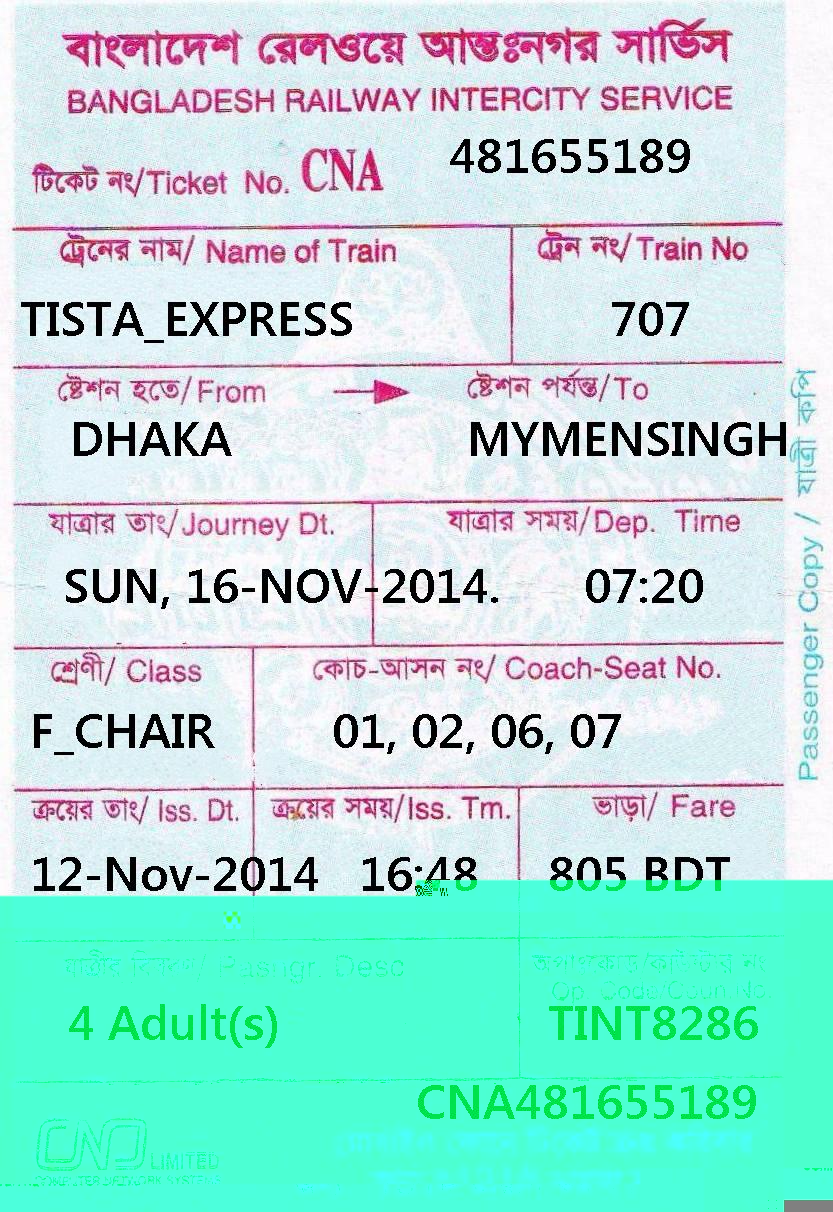 বাংলাদেশ রেলওয়ে আন্তঃনগর সার্ভিস
BANGLADESH RAILWAY INTERCITY SERVICE
টিকেট নং/Ticket No. CNA 481655189
ট্রেনের নাম/ Name of Train ট্রেন নং/Train No
TISTA_EXPRESS 707
ষ্টেশন হতে/From ষ্টেশন পর্যন্ত/To
DHAKA MYMENSINGH
যাত্রার তাং/Journey Dt. যাত্রার সময়/Dep. Time
SUN, 16-NOV-2014. 07:20
শ্রেণী/ Class কোচ-আসন নং/ Coach-Seat No.
F_CHAIR 01, 02, 06, 07
ক্রয়ের তাং/ Iss. Dt. ক্রয়ের সময়/Iss. Tm. ভাড়া/ Fare
12-Nov-2014 16:48 805 BDT
যাত্রীর বিবরণ/ Pasngr. Desc
Op. Code/Coun.No.
4 Adult(s) TINT8286
CNA481655189
CNS LIMITED
COMPUTER NETWORK SYSTEMS
Passenger Copy / যাত্রী কপি